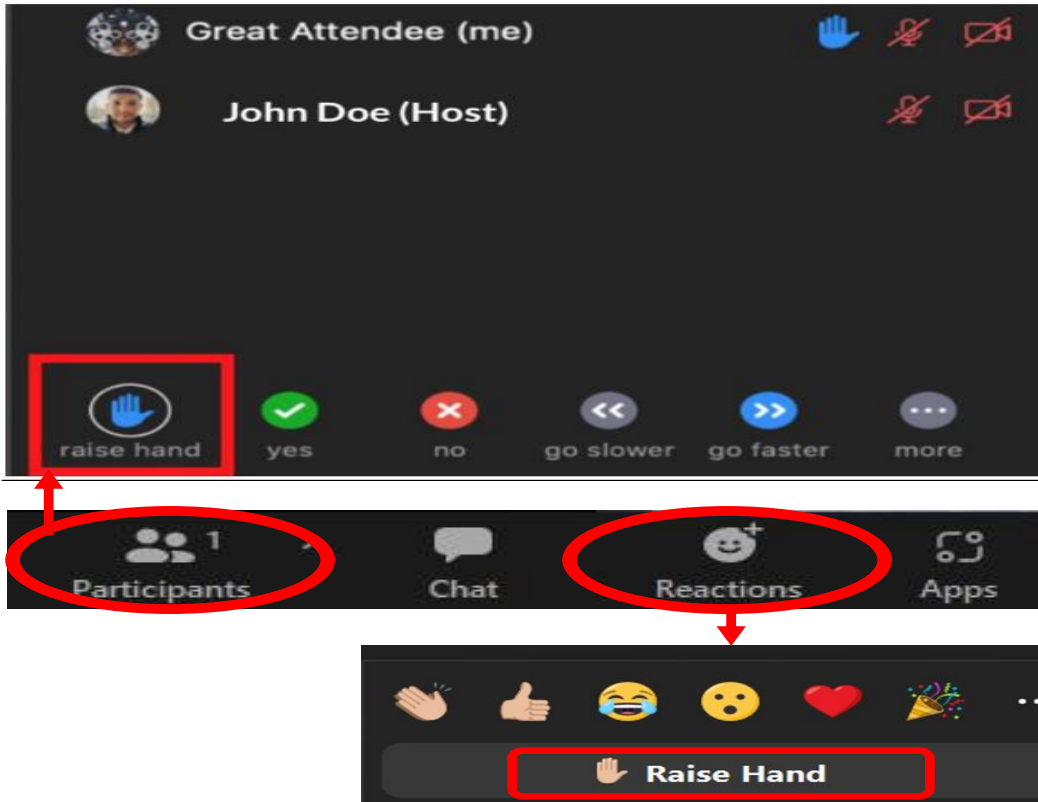 Great Attendee (me)
John Doe (Host)
raise hand yes no go slower go faster more
1
Participants Chat Reactions Apps
Raise Hand